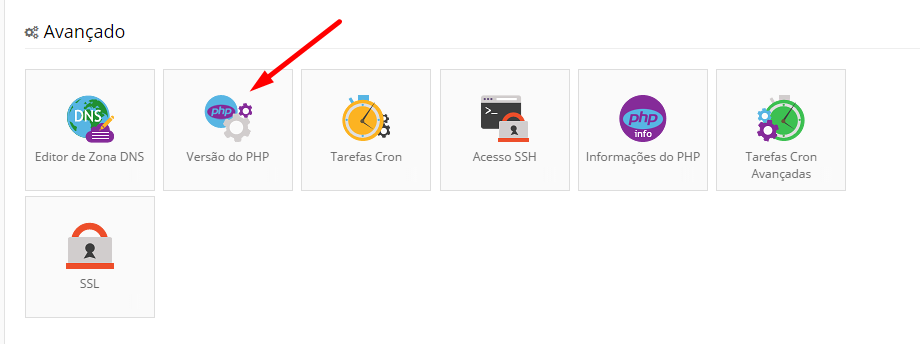 Avançado
DNS
php
>_
php
info
Editor de Zona DNS
Versão do PHP
Tarefas Cron
Acesso SSH
Informações do PHP
Tarefas Cron
Avançadas
SSL